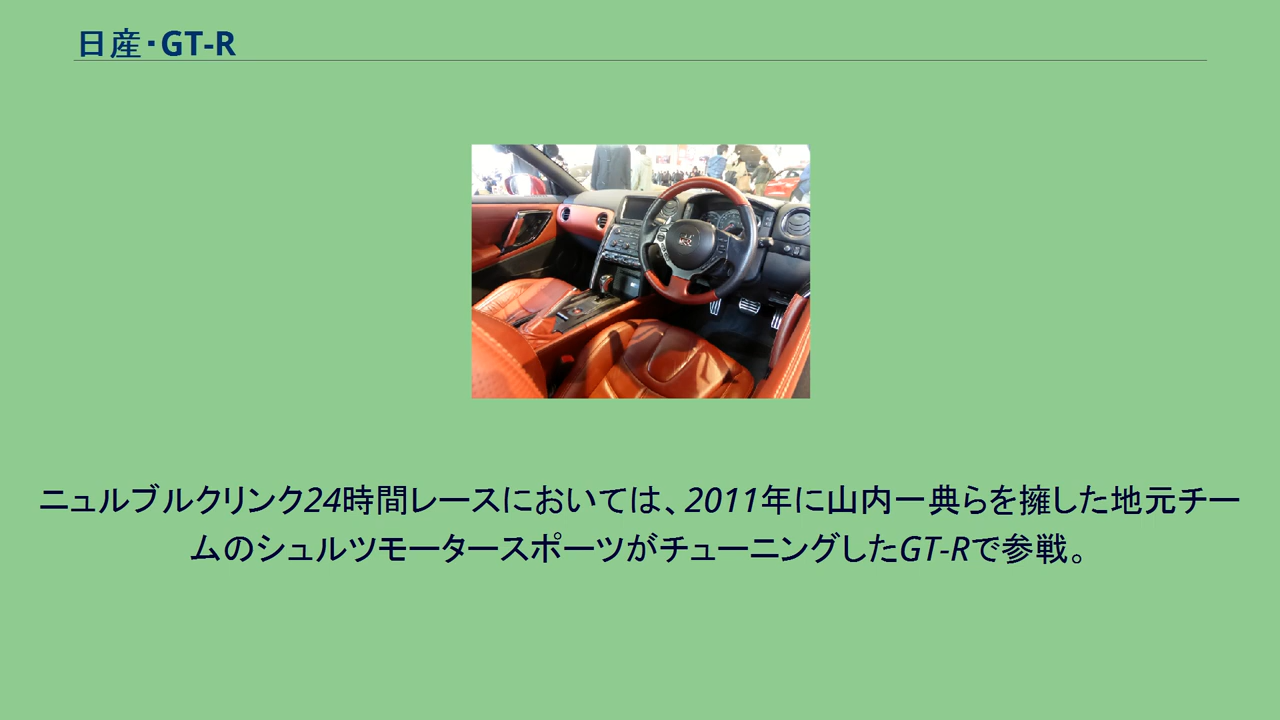 日産・GT-R
ニュルブルクリンク24時間レースにおいては、2011年に山内一典らを擁した地元チー
ムのシュルツモータースポーツがチューニングしたGT-Rで参戦。